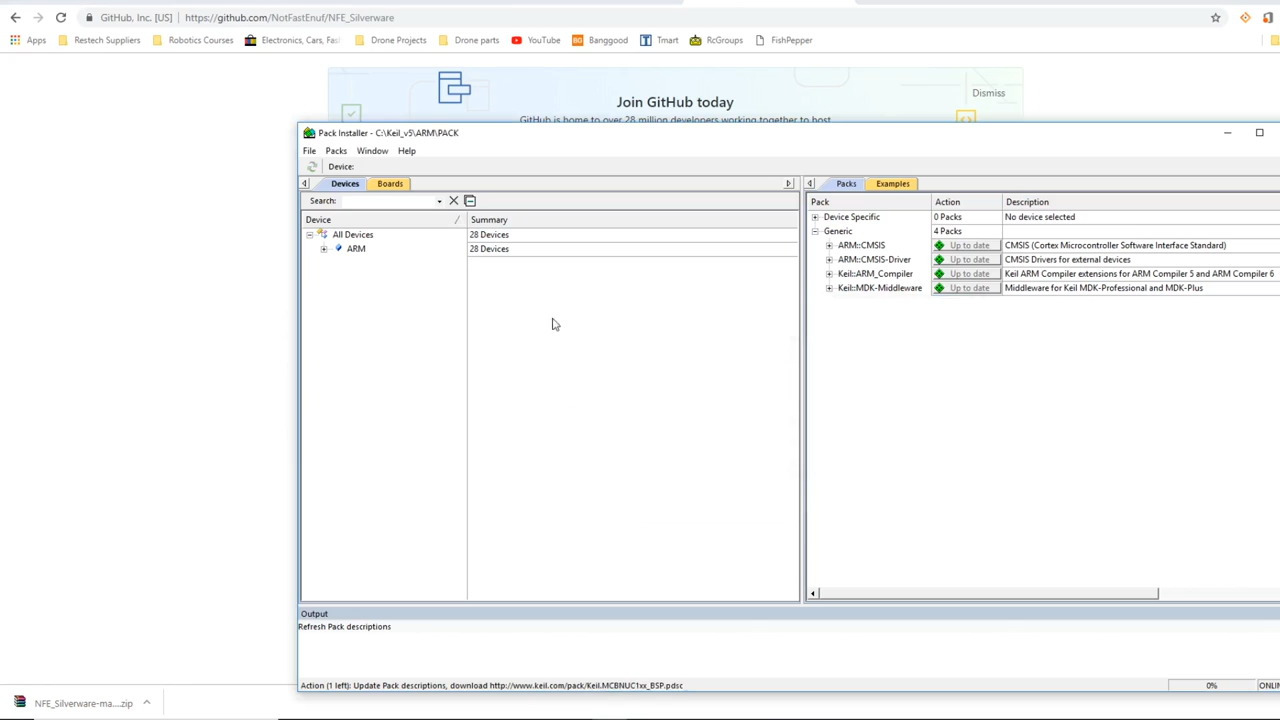 GitHub, Inc. [US] https://github.com/NotFastEnuf/NFE_Silverware
Apps Restech Suppliers Robotics Courses Electronics, Cars, Fas Drone Projects Drone parts YouTube BG Banggood T Tmart RcGroups FishPepper
Dismiss
Join GitHub today
GitHub is home to over 28 million developers working together to host
Pack Installer - C:\Keil_v5\ARM\PACK
File Packs Window Help
Device:
Devices Boards Packs Examples
Search:
Pack Action Description
Device Summary
Device Specific 0 Packs No device selected
All Devices 28 Devices
Generic 4 Packs
ARM 28 Devices
ARM::CMSIS Up to date CMSIS (Cortex Microcontroller Software Interface Standard)
ARM::CMSIS-Driver Up to date CMSIS Drivers for external devices
Keil::ARM_Compiler Up to date Keil ARM Compiler extensions for ARM Compiler 5 and ARM Compiler 6
Keil::MDK-Middleware Up to date Middleware for Keil MDK-Professional and MDK-Plus
Output
Refresh Pack descriptions
Action (1 left): Update Pack descriptions, download http://www.keil.com/pack/Keil.MCBNUC1xx_BSP.pdsc 0% ONLI
NFE_Silverware-ma....zip